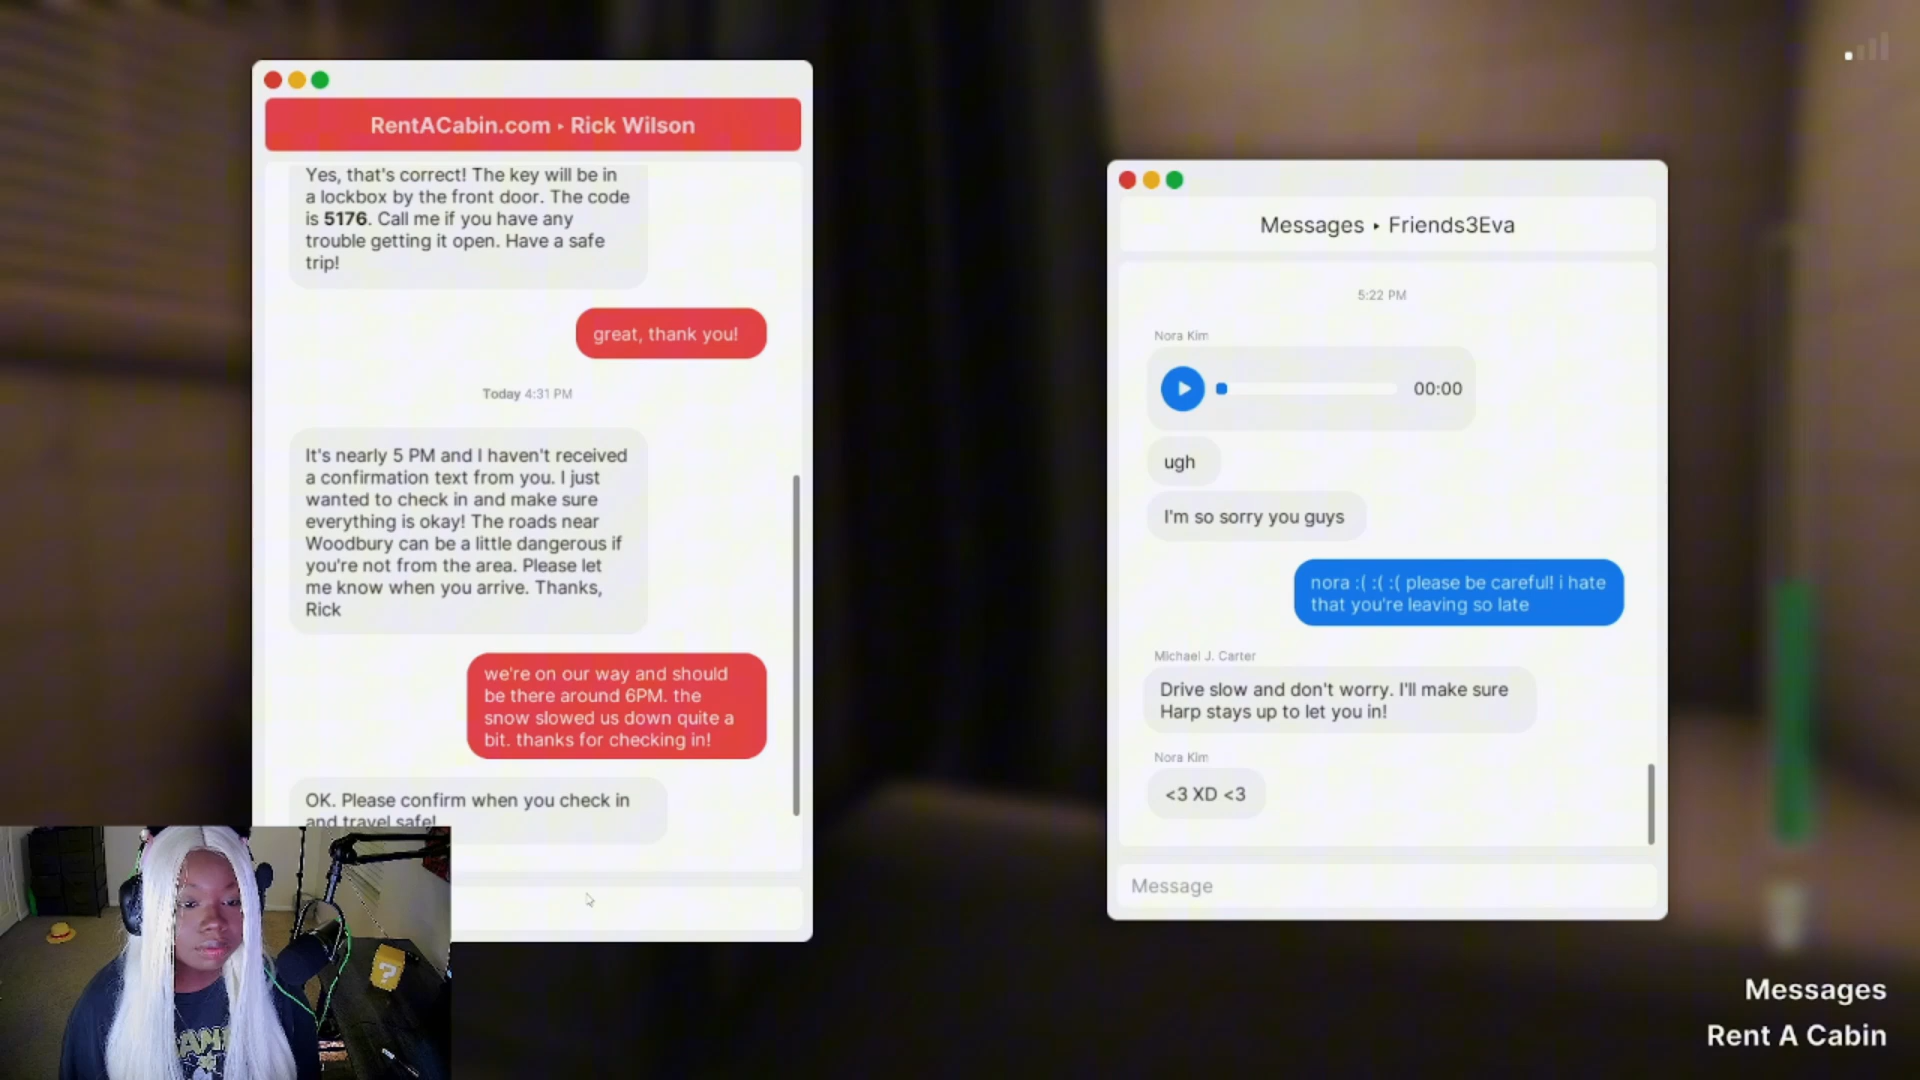 RentACabin.com ‣ Rick Wilson
Yes, that's correct! The key will be in
a lockbox by the front door. The code
is 5176. Call me if you have any
trouble getting it open. Have a safe
trip!
great, thank you!
Today 4:31 PM
It's nearly 5 PM and I haven't received
a confirmation text from you. I just
wanted to check in and make sure
everything is okay! The roads near
Woodbury can be a little dangerous if
you're not from the area. Please let
me know when you arrive. Thanks,
Rick
we're on our way and should
be there around 6PM. the
snow slowed us down quite a
bit. thanks for checking in!
OK. Please confirm when you check in
and travel safe!
Messages ‣ Friends3Eva
5:22 PM
Nora Kim
00:00
ugh
I'm so sorry you guys
nora :( :( :( please be careful! i hate
that you're leaving so late
Michael J. Carter
Drive slow and don't worry. I'll make sure
Harp stays up to let you in!
Nora Kim
<3 XD <3
Message
Messages
Rent A Cabin
?